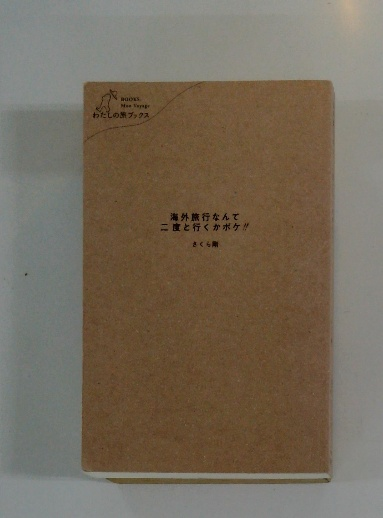 BOOKS,
Mon Voyage
わたしの旅ブックス
海外旅行なんて
二度と行くかボケ!!
さくら剛